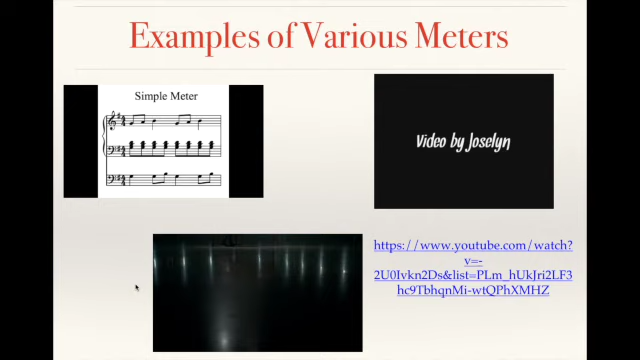 Examples of Various Meters
Simple Meter
Video by Joselyn
https://www.youtube.com/watch?
v=-
2U0Ivkn2Ds&list=PLm_hUkJri2LF3
hc9TbhqnMi-wtQPhXMHZ